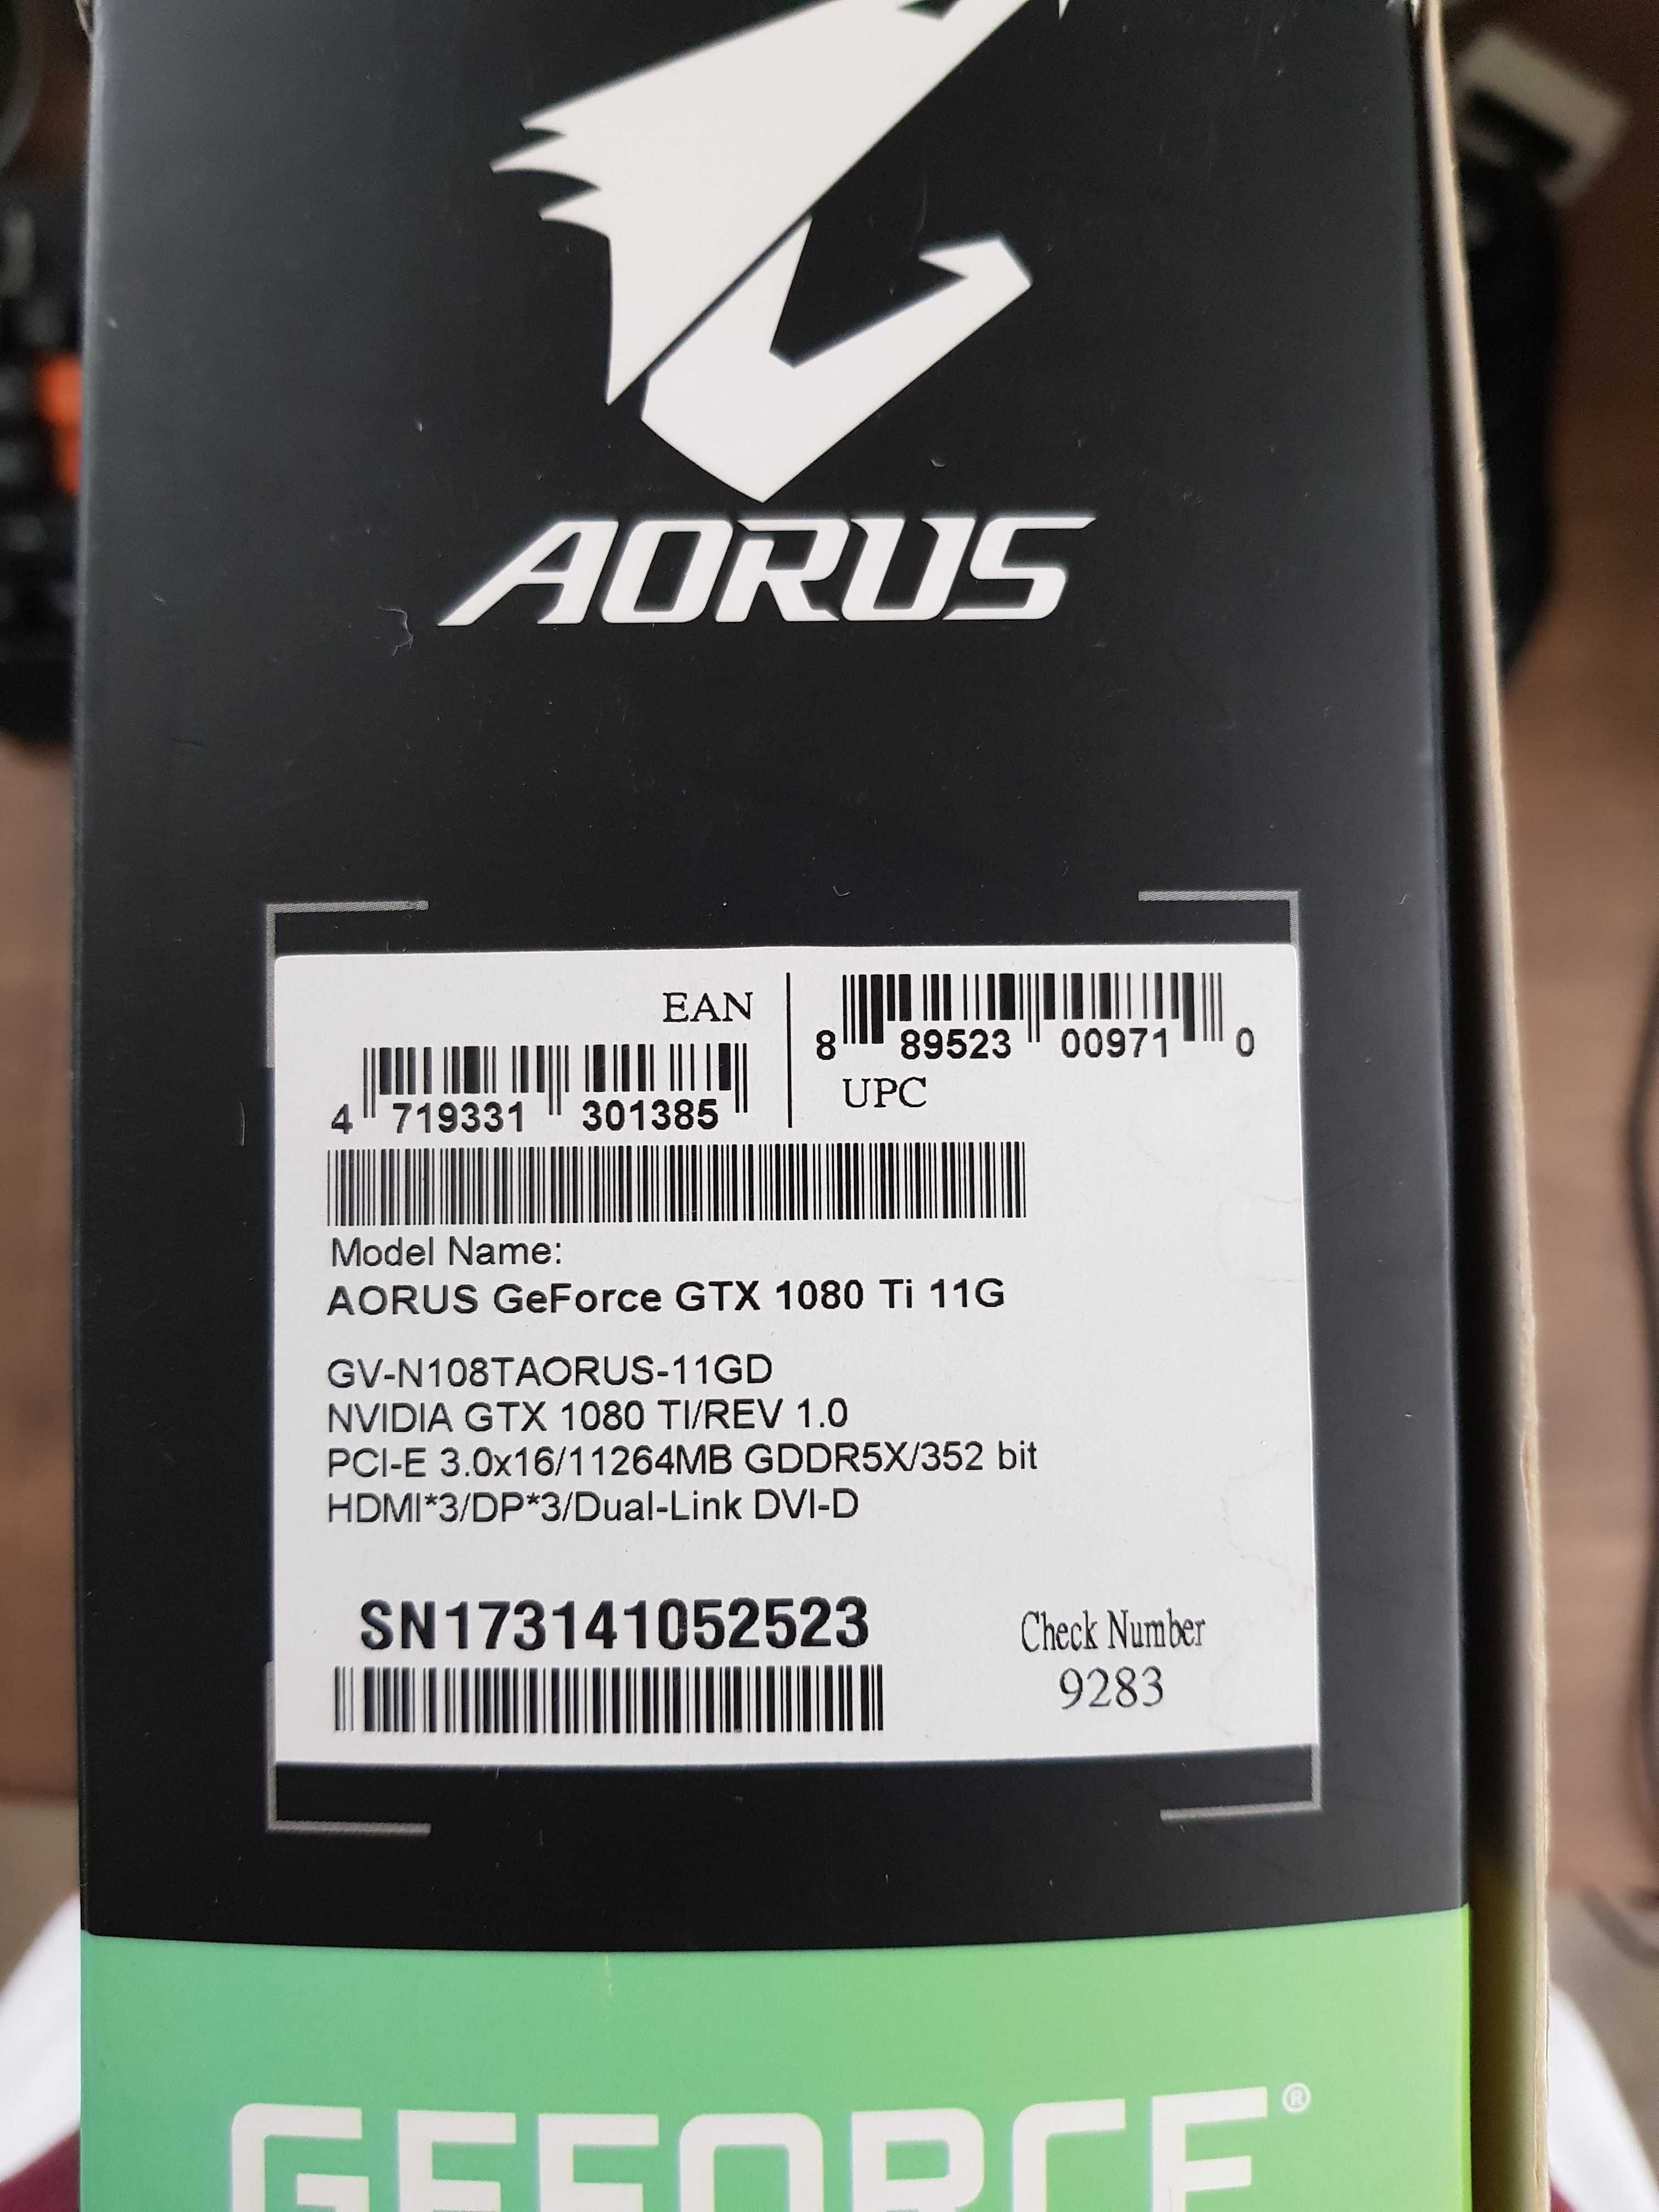 AORUS
EAN
4 719331 301385
8 89523 00971 0
UPC
Model Name:
AORUS GeForce GTX 1080 Ti 11G
GV-N108TAORUS-11GD
NVIDIA GTX 1080 TI/REV 1.0
PCI-E 3.0x16/11264MB GDDR5X/352 bit
HDMI*3/DP*3/Dual-Link DVI-D
SN173141052523
Check Number
9283
GEFORCE®